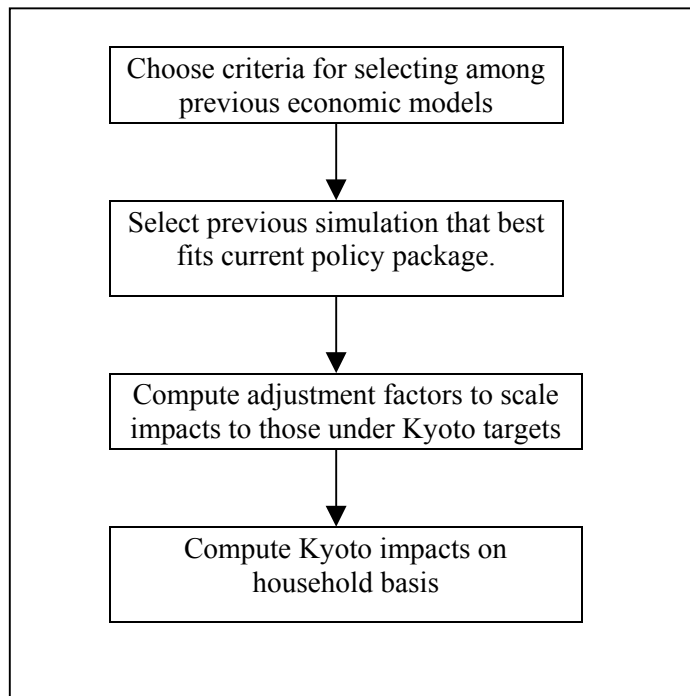 Choose criteria for selecting among
previous economic models
Select previous simulation that best
fits current policy package.
Compute adjustment factors to scale
impacts to those under Kyoto targets
Compute Kyoto impacts on
household basis